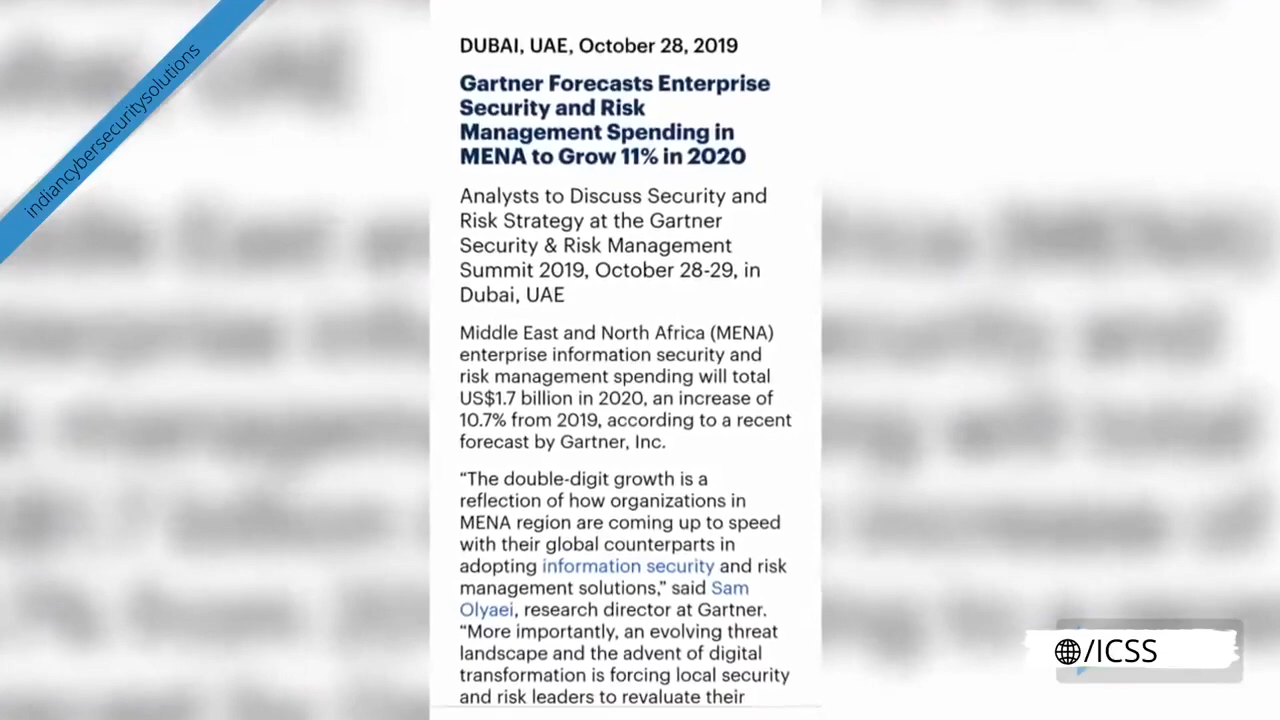 indiancybersecuritysolutions
DUBAI, UAE, October 28, 2019
Gartner Forecasts Enterprise
Security and Risk
Management Spending in
MENA to Grow 11% in 2020
Analysts to Discuss Security and
Risk Strategy at the Gartner
Security & Risk Management
Summit 2019, October 28-29, in
Dubai, UAE
Middle East and North Africa (MENA)
enterprise information security and
risk management spending will total
US$1.7 billion in 2020, an increase of
10.7% from 2019, according to a recent
forecast by Gartner, Inc.
“The double-digit growth is a
reflection of how organizations in
MENA region are coming up to speed
with their global counterparts in
adopting information security and risk
management solutions,” said Sam
Olyaei, research director at Gartner.
“More importantly, an evolving threat
landscape and the advent of digital
transformation is forcing local security
and risk leaders to revaluate their
/ICSS